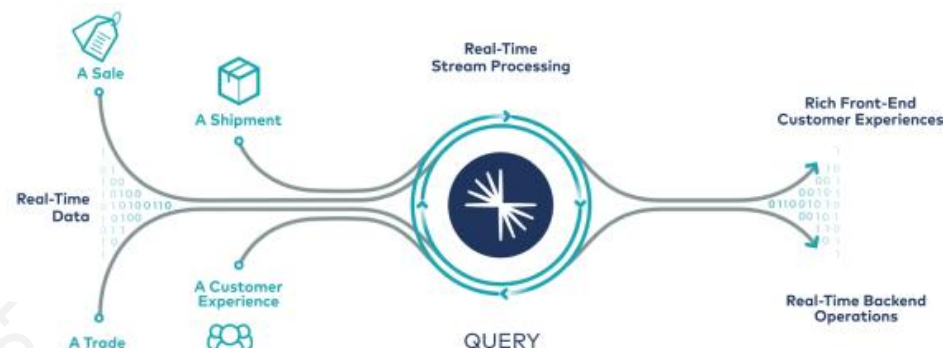 A Sale
A Shipment
Real-Time
Stream Processing
Rich Front-End
Customer Experiences
Real-Time
Data
A Customer
Experience
Real-Time Backend
Operations
A Trade
QUERY